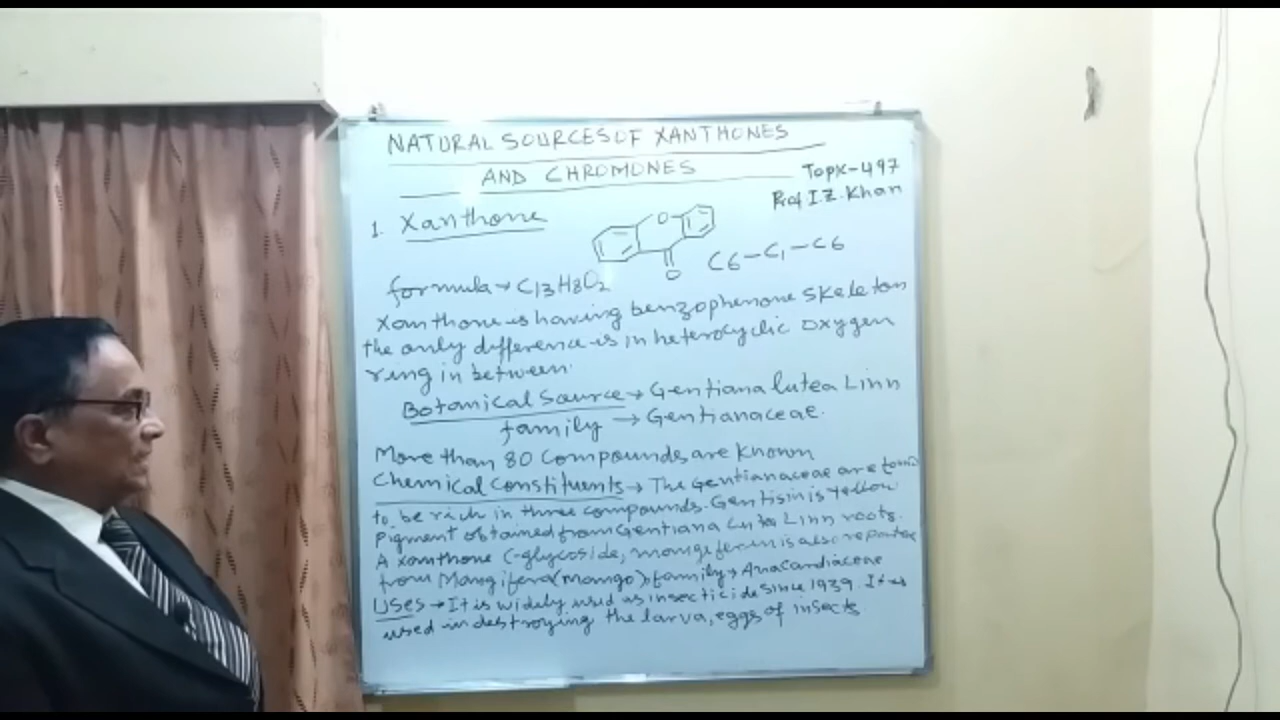 NATURAL SOURCES OF XANTHONES
AND CHROMONES
Topic-497
Prof I.Z. Khan
1. Xanthone
O
O
C6-C1-C6
formula → C13H8O2
Xanthone is having benzophenone skeleton
the only difference is in heterocyclic oxygen
ring in between.
Botanical Source → Gentiana lutea Linn
family → Gentianaceae.
More than 80 Compounds are known
Chemical Constituents → The Gentianaceae are
to be rich in three compounds. Gentisin is yellow
Pigment obtained from Gentiana Lutea Linn roots.
A xanthone C-glycoside, mangiferin is also reported
from Mangifera (mango) family → Anacardiaceae
Uses → It is widely used as insecticide since 1939. It is
used in destroying the larva, eggs of insects